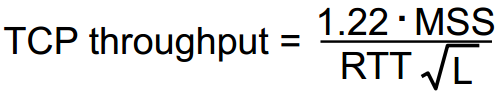 TCP throughput = 1.22 · MSS / RTT √L